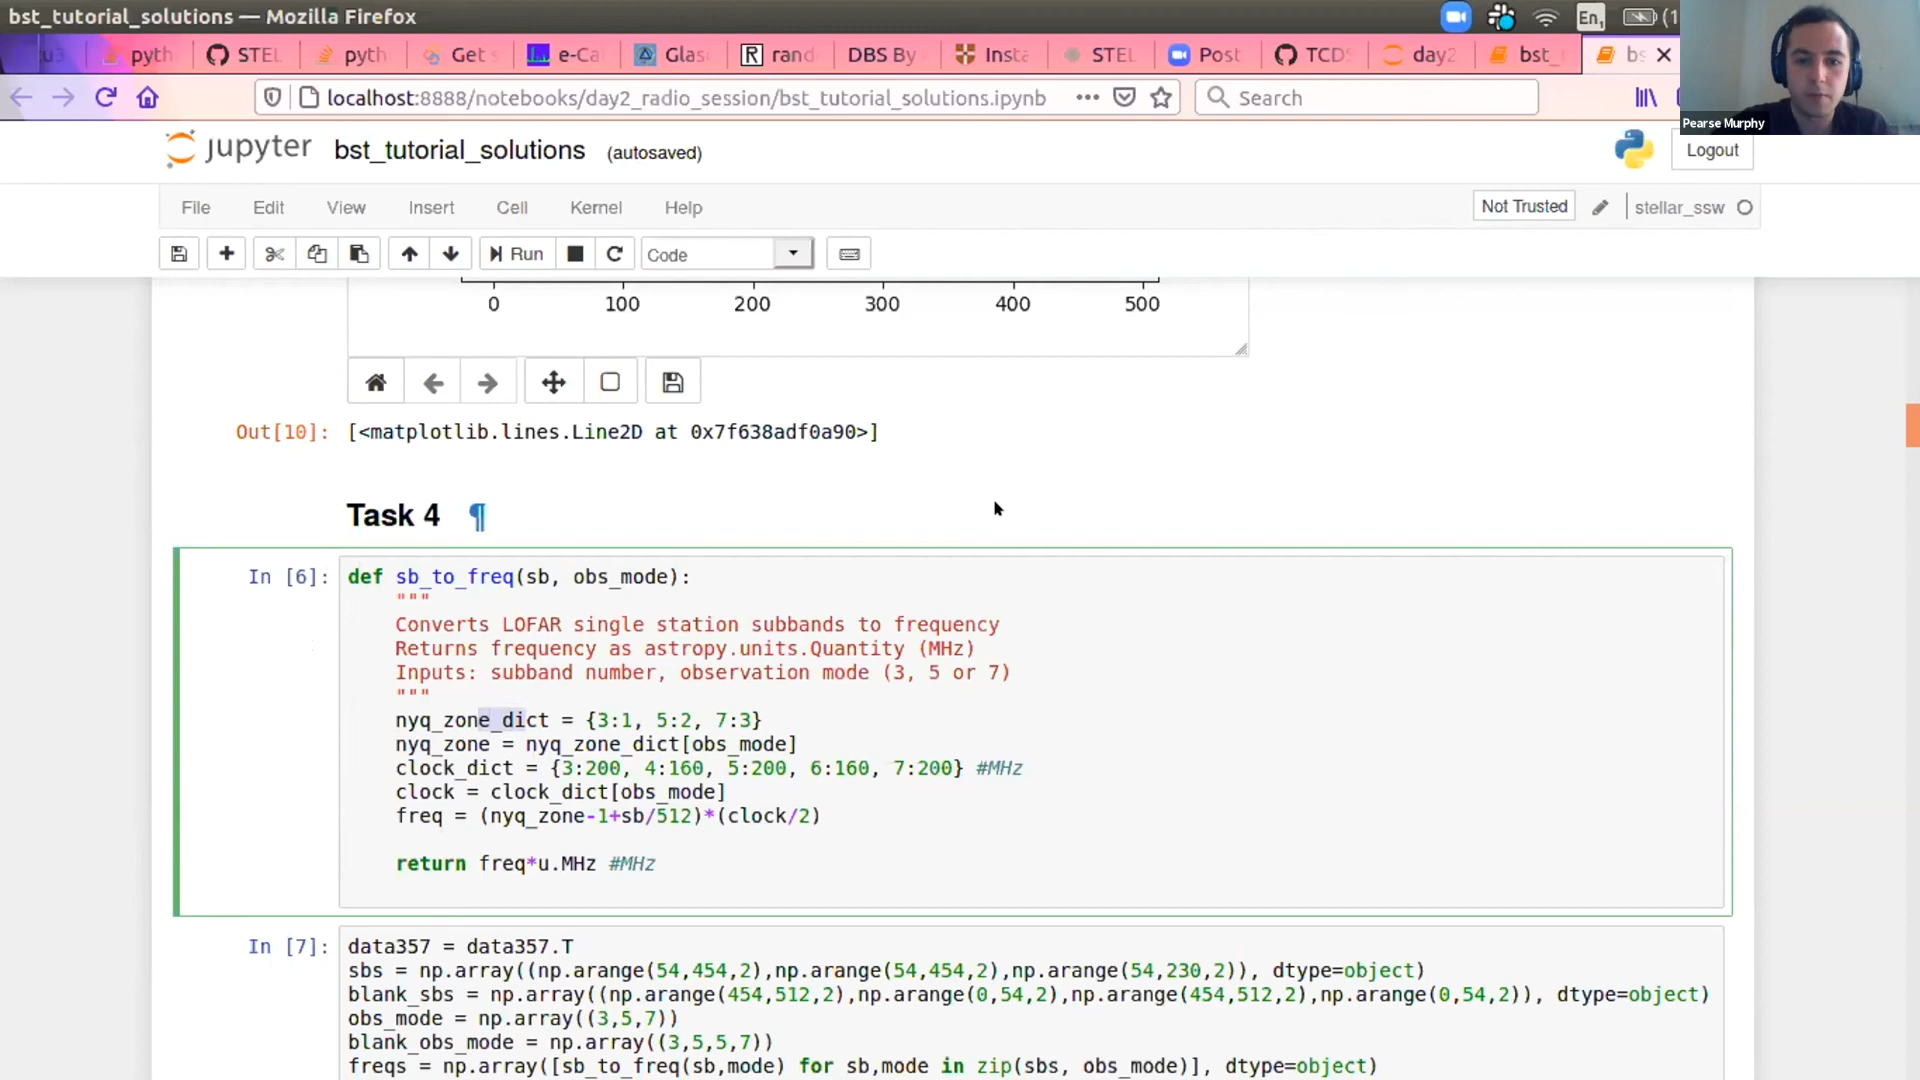 bst_tutorial_solutions — Mozilla Firefox
En1
(1
pyth
STEL
pyth
Get
e-Ca
Glas
R rand
DBS By
Insta
STEL
Post
TCDS
day2
bst_
bs
localhost:8888/notebooks/day2_radio_session/bst_tutorial_solutions.ipynb
Search
Pearse Murphy
jupyter bst_tutorial_solutions (autosaved)
Logout
File Edit View Insert Cell Kernel Help
Not Trusted
stellar_ssw
Run
Code
0 100 200 300 400 500
Out[10]: [<matplotlib.lines.Line2D at 0x7f638adf0a90>]
Task 4 ¶
In [6]: def sb_to_freq(sb, obs_mode):
"""
Converts LOFAR single station subbands to frequency
Returns frequency as astropy.units.Quantity (MHz)
Inputs: subband number, observation mode (3, 5 or 7)
"""
nyq_zone_dict = {3:1, 5:2, 7:3}
nyq_zone = nyq_zone_dict[obs_mode]
clock_dict = {3:200, 4:160, 5:200, 6:160, 7:200} #MHz
clock = clock_dict[obs_mode]
freq = (nyq_zone-1+sb/512)*(clock/2)
return freq*u.MHz #MHz
In [7]: data357 = data357.T
sbs = np.array((np.arange(54,454,2),np.arange(54,454,2),np.arange(54,230,2)), dtype=object)
blank_sbs = np.array((np.arange(454,512,2),np.arange(0,54,2),np.arange(454,512,2),np.arange(0,54,2)), dtype=object)
obs_mode = np.array((3,5,7))
blank_obs_mode = np.array((3,5,5,7))
freqs = np.array([sb_to_freq(sb,mode) for sb,mode in zip(sbs, obs_mode)], dtype=object)